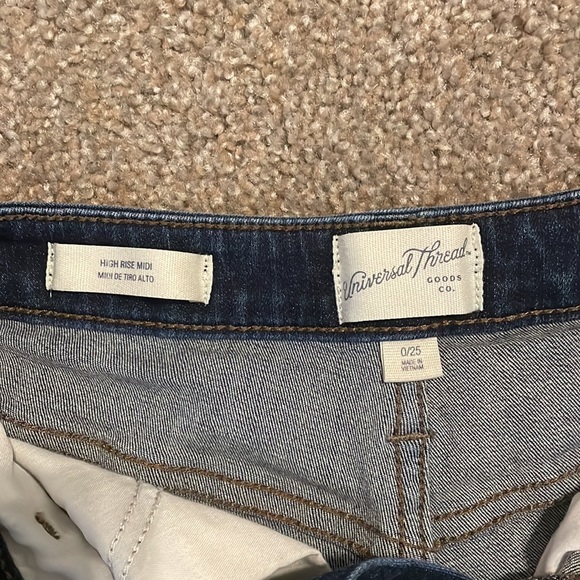 HIGH RISE MIDI
MIDI DE TIRO ALTO
Universal Thread
GOODS
CO.
0/25
MADE IN
VIETNAM